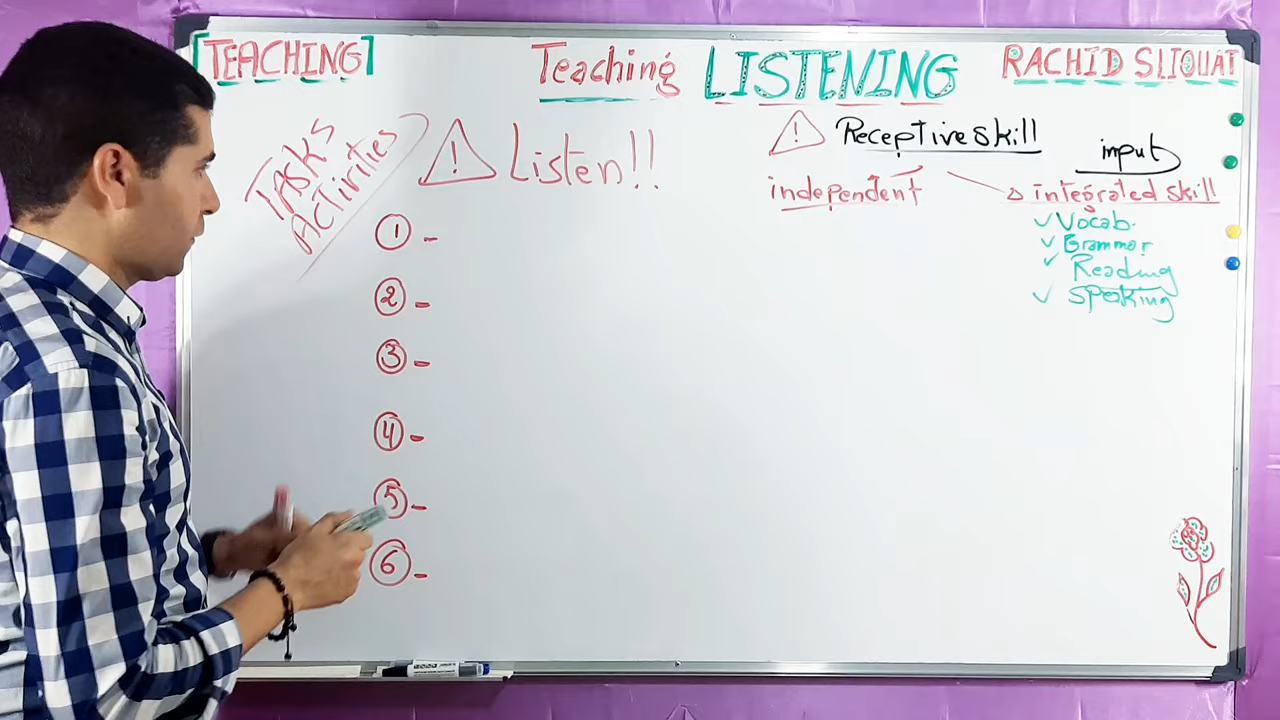 [TEACHING]
Teaching LISTENING
RACHID SLIOUAT
TASKS
ACTIVITIES
! Listen!!
! Receptive skill
input
independent
integrated skill
✓ Vocab.
✓ Grammar
✓ Reading
✓ Speaking
1 -
2 -
3 -
4 -
5 -
6 -